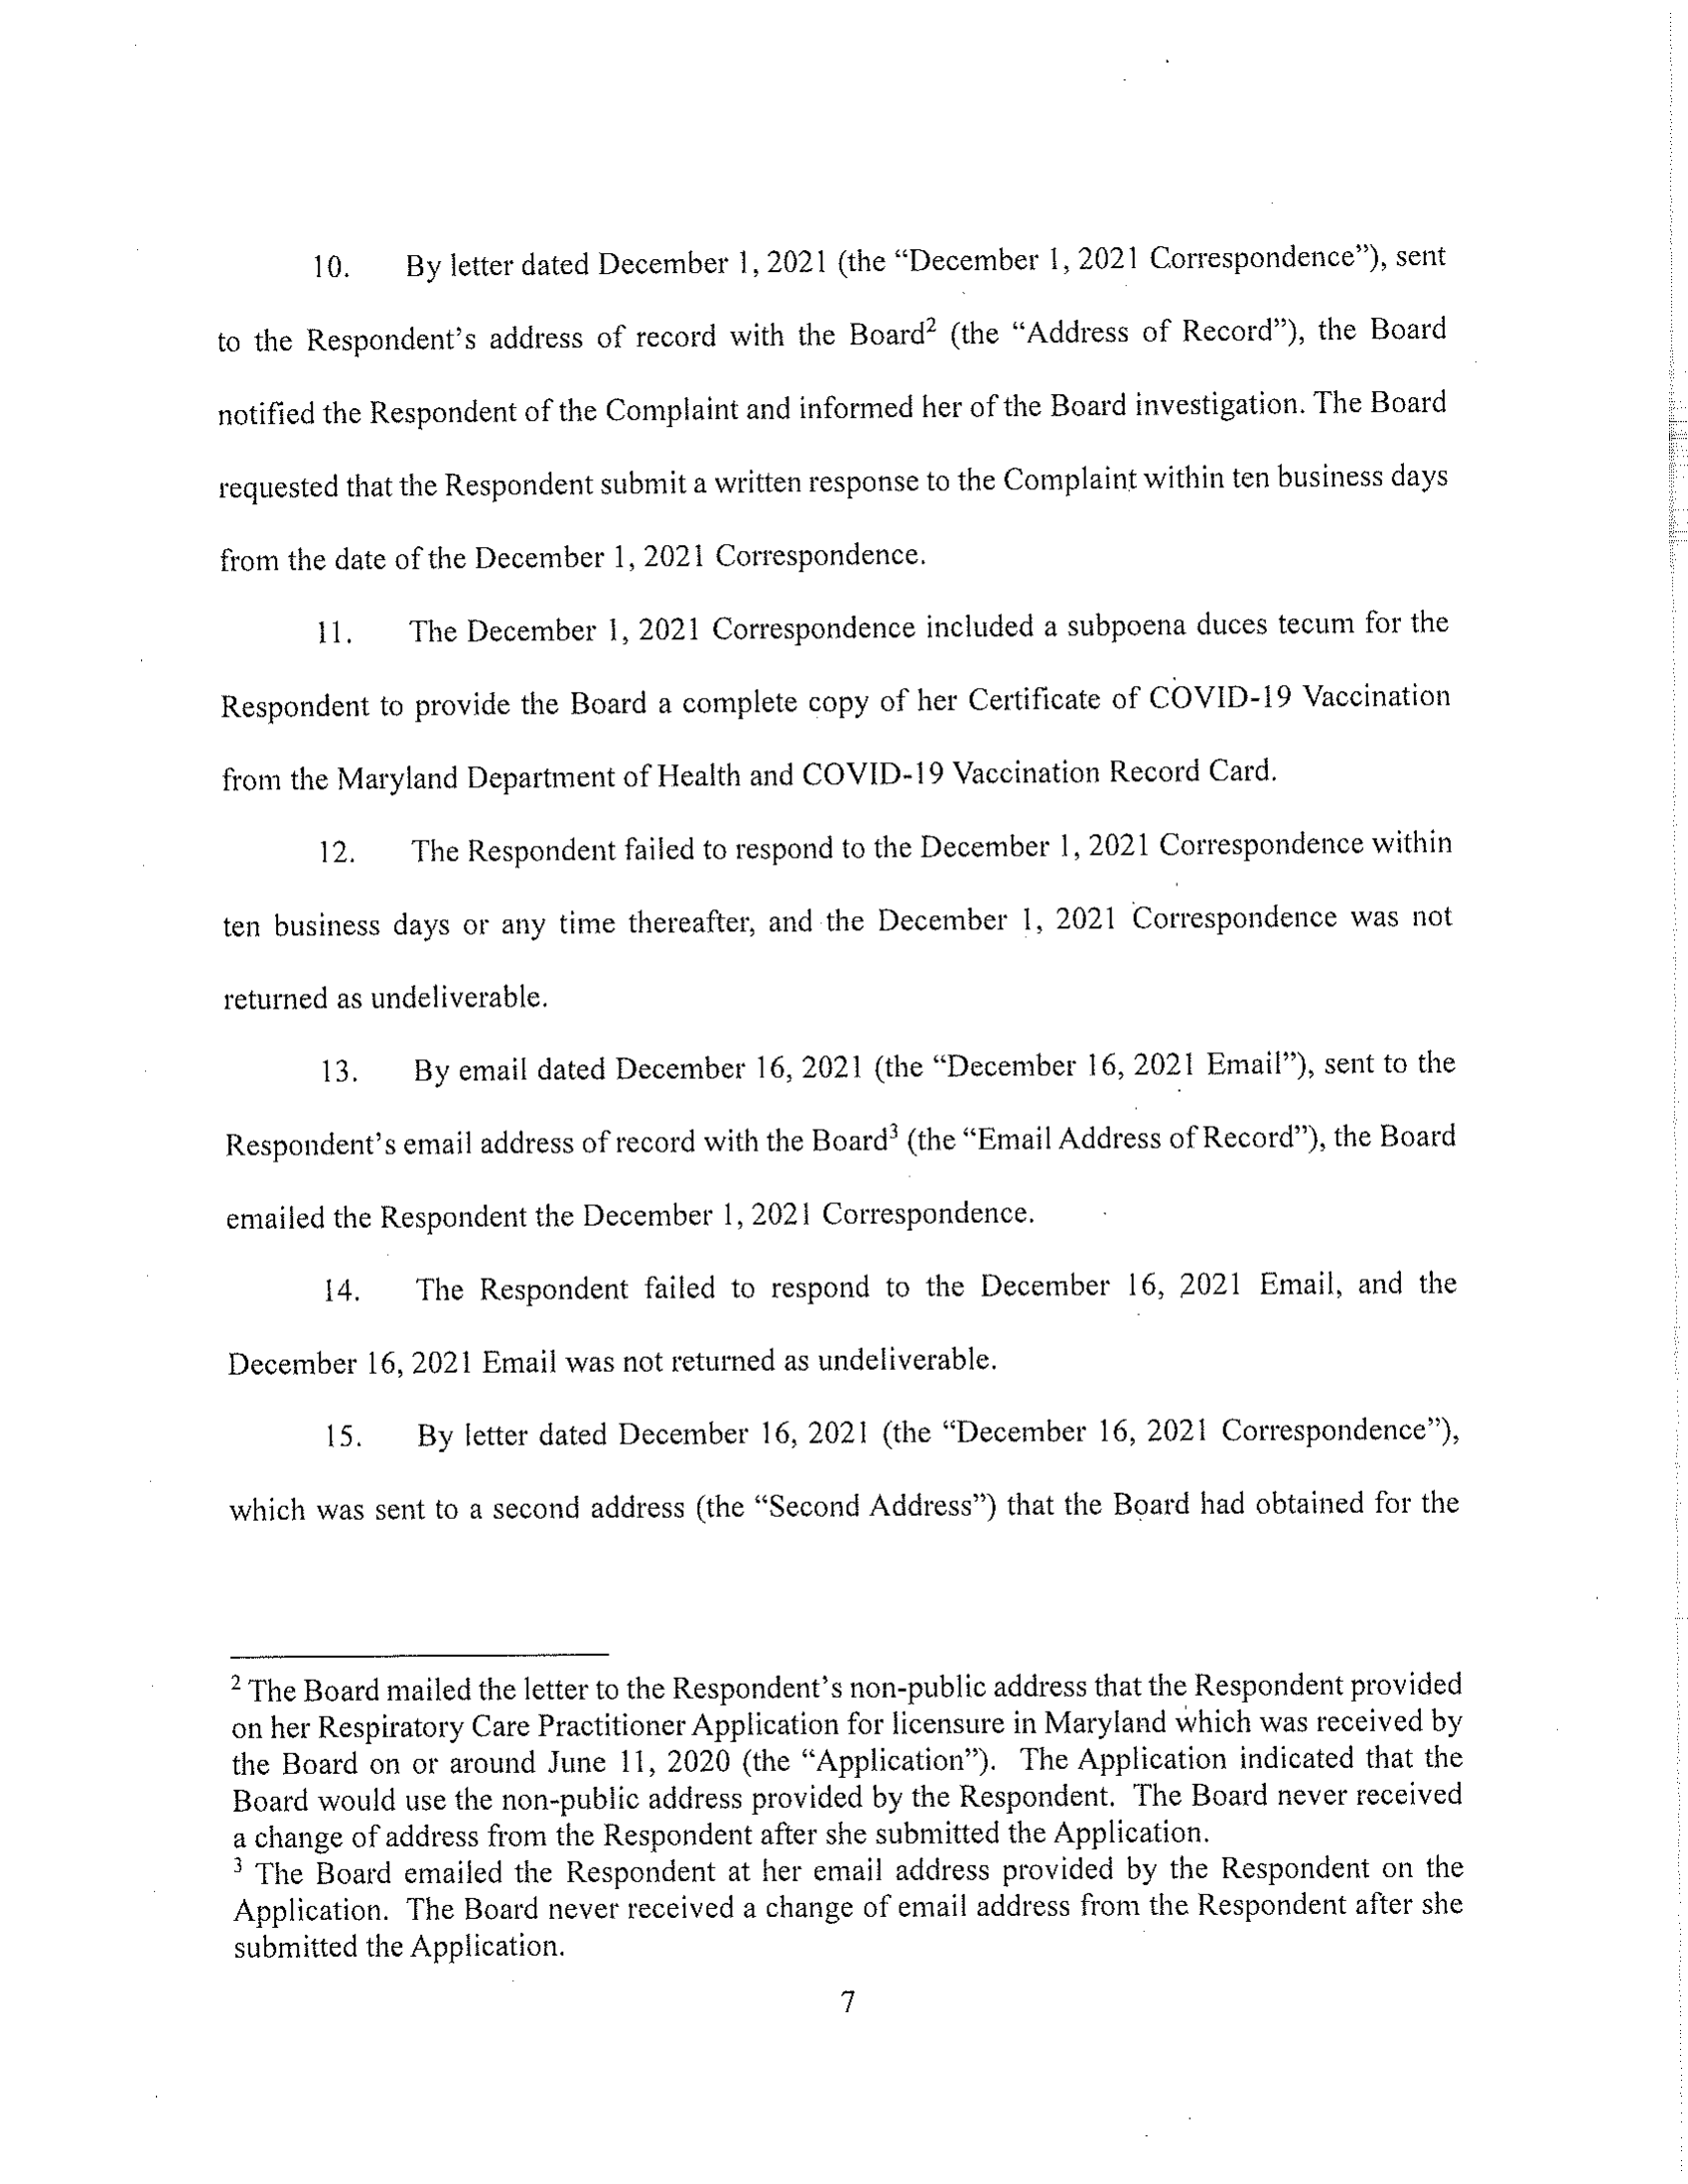 10. By letter dated December 1, 2021 (the “December 1, 2021 Correspondence”), sent
to the Respondent’s address of record with the Board² (the “Address of Record”), the Board
notified the Respondent of the Complaint and informed her of the Board investigation. The Board
requested that the Respondent submit a written response to the Complaint within ten business days
from the date of the December 1, 2021 Correspondence.
11. The December 1, 2021 Correspondence included a subpoena duces tecum for the
Respondent to provide the Board a complete copy of her Certificate of COVID-19 Vaccination
from the Maryland Department of Health and COVID-19 Vaccination Record Card.
12. The Respondent failed to respond to the December 1, 2021 Correspondence within
ten business days or any time thereafter, and the December 1, 2021 Correspondence was not
returned as undeliverable.
13. By email dated December 16, 2021 (the “December 16, 2021 Email”), sent to the
Respondent’s email address of record with the Board³ (the “Email Address of Record”), the Board
emailed the Respondent the December 1, 2021 Correspondence.
14. The Respondent failed to respond to the December 16, 2021 Email, and the
December 16, 2021 Email was not returned as undeliverable.
15. By letter dated December 16, 2021 (the “December 16, 2021 Correspondence”),
which was sent to a second address (the “Second Address”) that the Board had obtained for the
² The Board mailed the letter to the Respondent’s non-public address that the Respondent provided
on her Respiratory Care Practitioner Application for licensure in Maryland which was received by
the Board on or around June 11, 2020 (the “Application”). The Application indicated that the
Board would use the non-public address provided by the Respondent. The Board never received
a change of address from the Respondent after she submitted the Application.
³ The Board emailed the Respondent at her email address provided by the Respondent on the
Application. The Board never received a change of email address from the Respondent after she
submitted the Application.
7